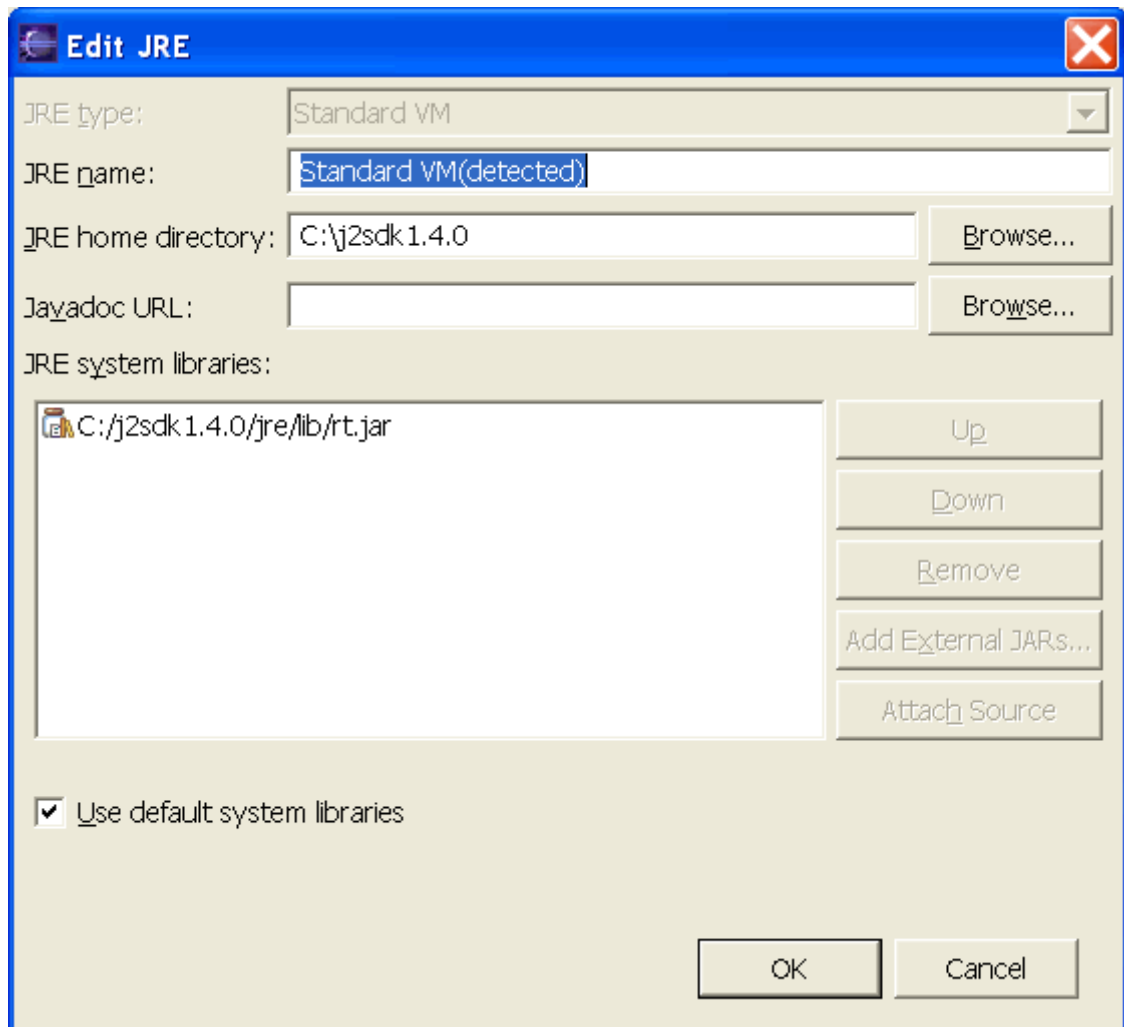 Edit JRE
JRE type: Standard VM
JRE name: Standard VM(detected)
JRE home directory: C:\j2sdk1.4.0 Browse...
Javadoc URL: Browse...
JRE system libraries:
C:/j2sdk1.4.0/jre/lib/rt.jar
Up
Down
Remove
Add External JARs...
Attach Source
Use default system libraries
OK Cancel